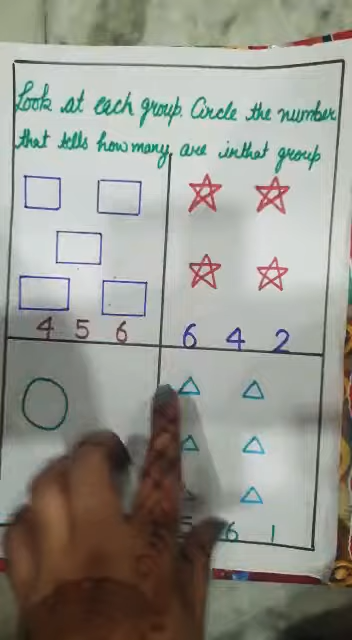 Look at each group. Circle the number
that tells how many are in that group
4 5 6
6 4 2
5 6 1